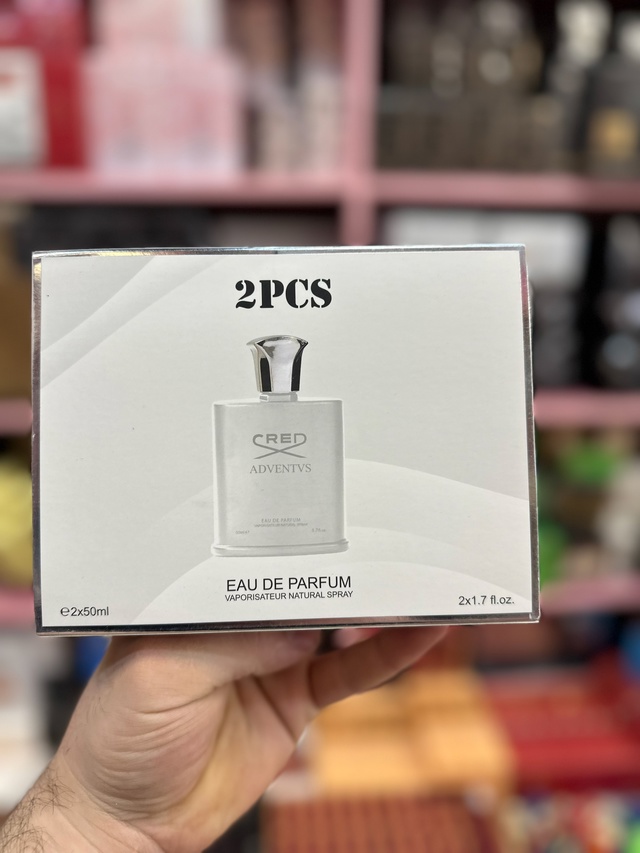 2PCS
CRED
ADVENTVS
EAU DE PARFUM
EAU DE PARFUM
VAPORISATEUR NATURAL SPRAY
℮2x50ml
2x1.7 fl.oz.